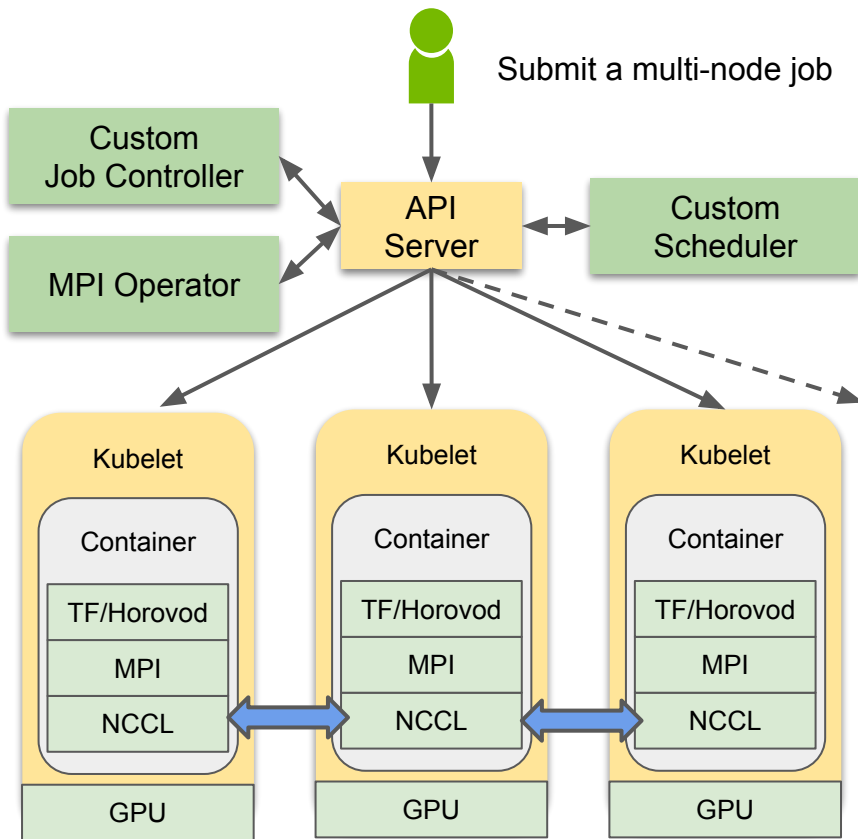 Submit a multi-node job
Custom
Job Controller
API
Server
Custom
Scheduler
MPI Operator
Kubelet
Container
TF/Horovod
MPI
NCCL
GPU
Kubelet
Container
TF/Horovod
MPI
NCCL
GPU
Kubelet
Container
TF/Horovod
MPI
NCCL
GPU